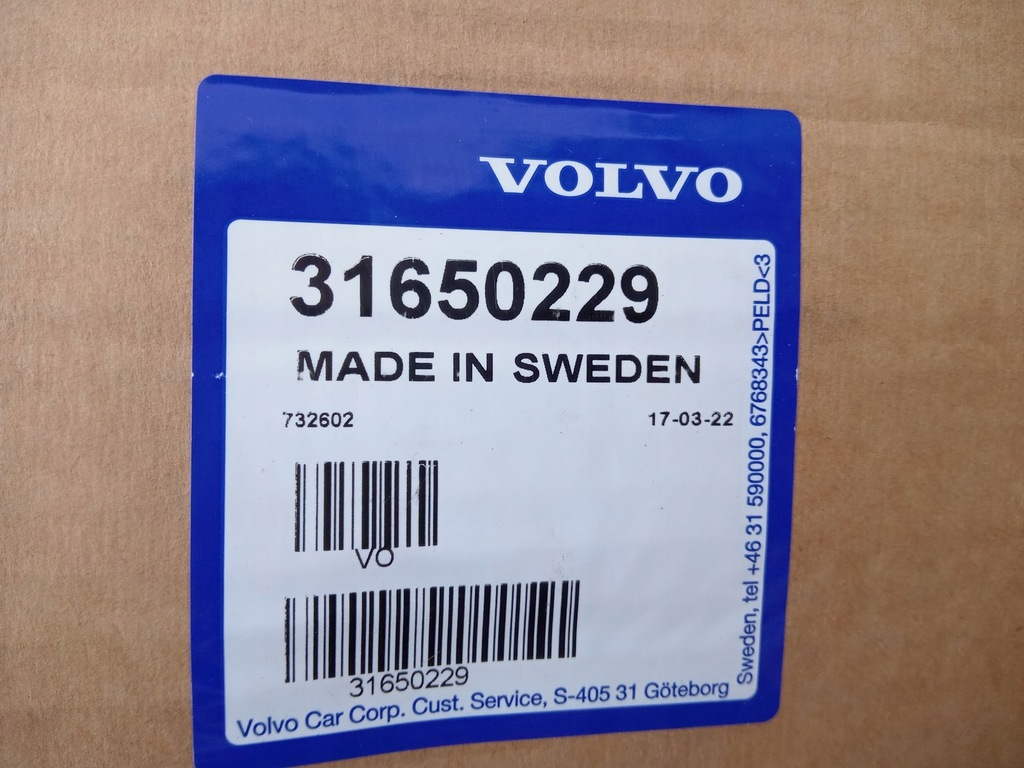 VOLVO
31650229
MADE IN SWEDEN
732602 17-03-22
VO
31650229
Volvo Car Corp. Cust. Service, S-405 31 Göteborg
Sweden, tel +46 31 590000, 6768343>PELD<3